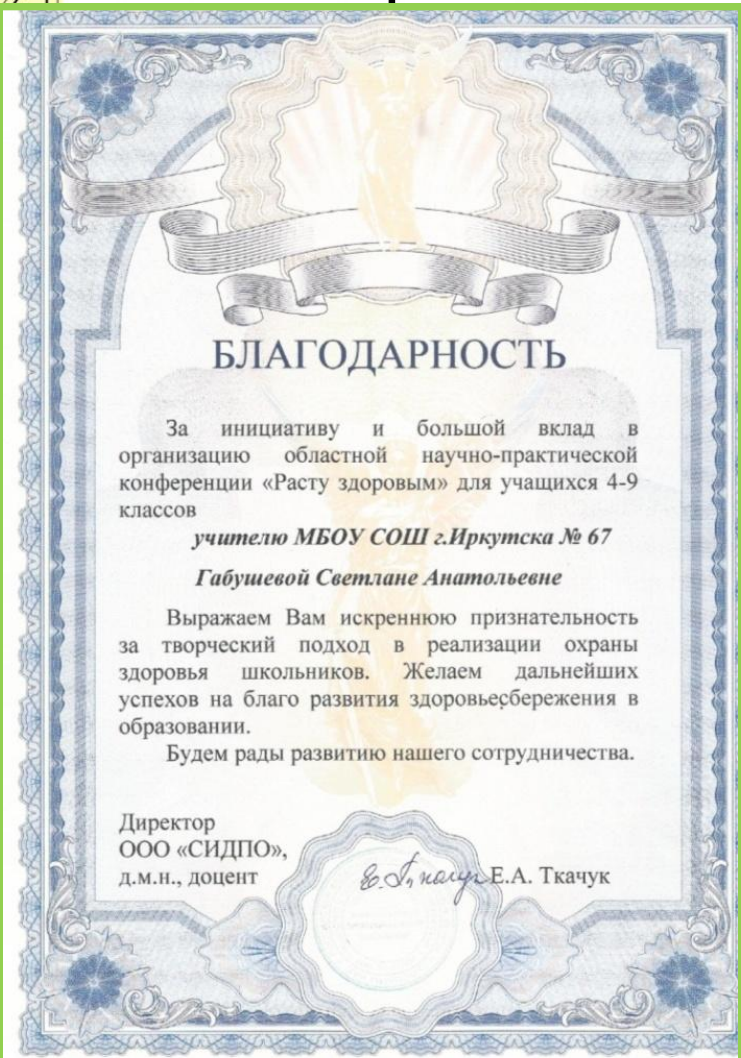 БЛАГОДАРНОСТЬ
За инициативу и большой вклад в
организацию областной научно-практической
конференции «Расту здоровым» для учащихся 4-9
классов
учителю МБОУ СОШ г.Иркутска № 67
Габушевой Светлане Анатольевне
Выражаем Вам искреннюю признательность
за творческий подход в реализации охраны
здоровья школьников. Желаем дальнейших
успехов на благо развития здоровьесбережения в
образовании.
Будем рады развитию нашего сотрудничества.
Директор
ООО «СИДПО»,
д.м.н., доцент Е.А. Ткачук